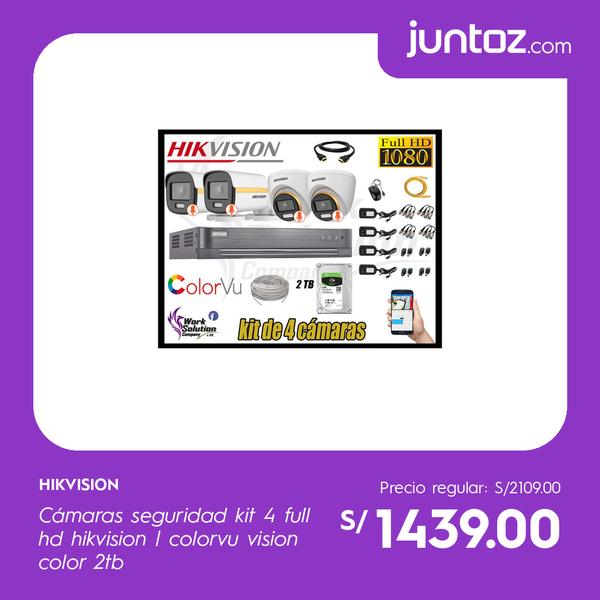 juntoz.com
HIKVISION
Full HD
1080
ColorVu
2 TB
Work
Solution
Company
kit de 4 cámaras
HIKVISION
Cámaras seguridad kit 4 full
hd hikvision | colorvu vision
color 2tb
Precio regular: S/2109.00
S/ 1439.00